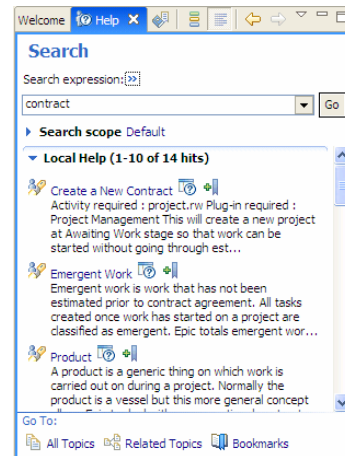 Welcome Help
Search
Search expression:
contract Go
Search scope Default
Local Help (1-10 of 14 hits)
Create a New Contract
Activity required : project.rw Plug-in required :
Project Management This will create a new project
at Awaiting Work stage so that work can be
started without going through est...
Emergent Work
Emergent work is work that has not been
estimated prior to contract agreement. All tasks
created once work has started on a project are
classified as emergent. Epic totals emergent wor...
Product
A product is a generic thing on which work is
carried out on during a project. Normally the
product is a vessel but this more general concept
Go To:
All Topics Related Topics Bookmarks